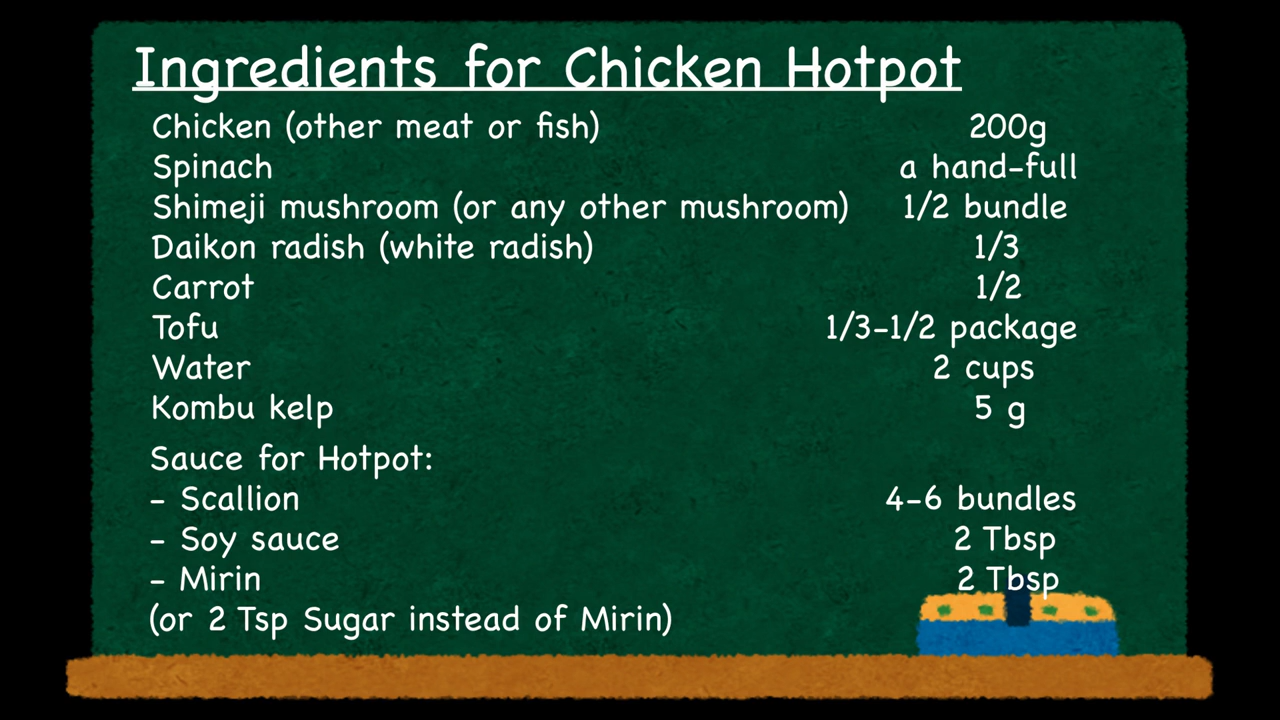 Ingredients for Chicken Hotpot
Chicken (other meat or fish) 200g
Spinach a hand-full
Shimeji mushroom (or any other mushroom) 1/2 bundle
Daikon radish (white radish) 1/3
Carrot 1/2
Tofu 1/3-1/2 package
Water 2 cups
Kombu kelp 5 g
Sauce for Hotpot:
- Scallion 4-6 bundles
- Soy sauce 2 Tbsp
- Mirin 2 Tbsp
(or 2 Tsp Sugar instead of Mirin)